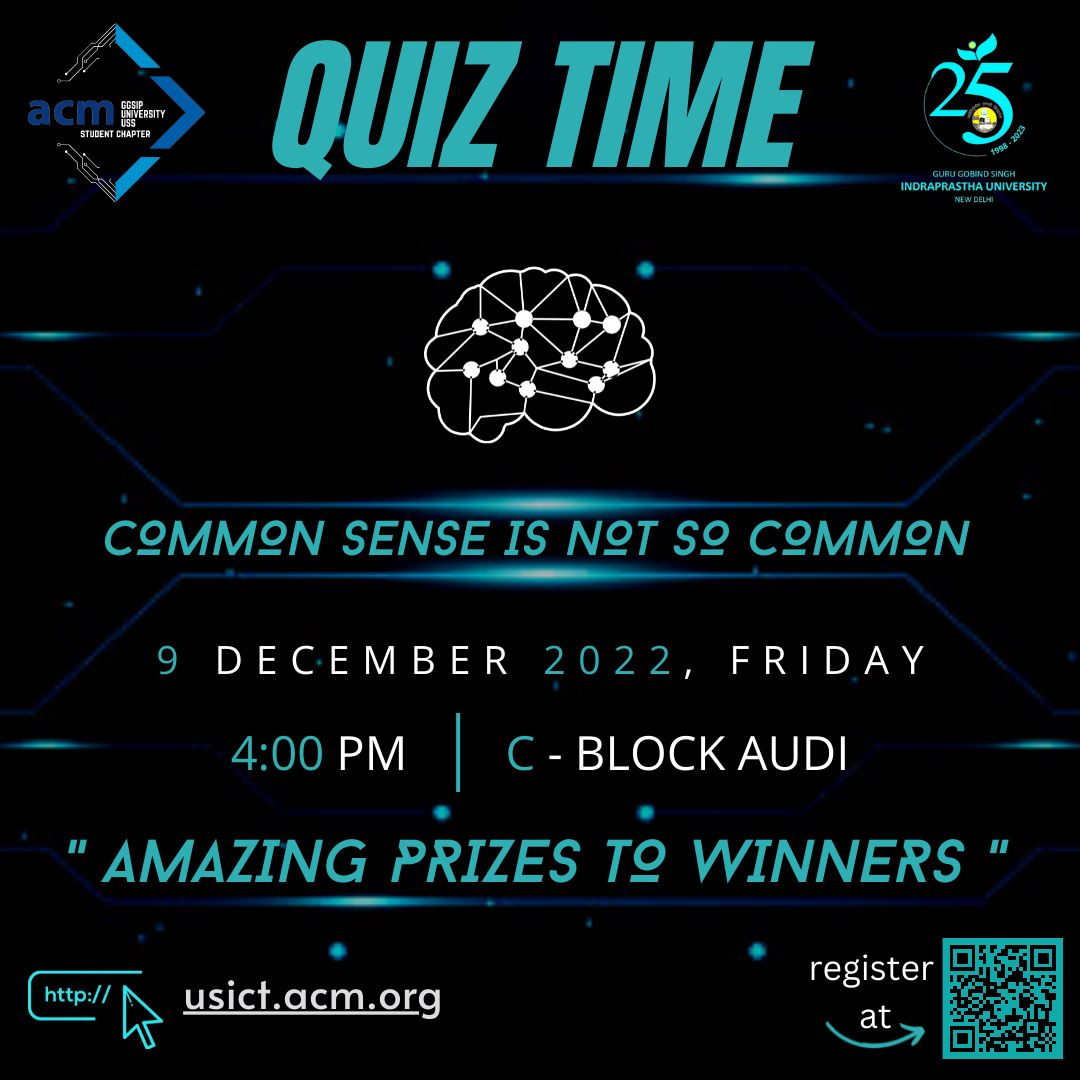 acm
GGSIP
UNIVERSITY
USS
STUDENT CHAPTER
QUIZ TIME
25
1998 - 2023
GURU GOBIND SINGH
INDRAPRASTHA UNIVERSITY
NEW DELHI
COMMON SENSE IS NOT SO COMMON
9 DECEMBER 2022, FRIDAY
4:00 PM
C - BLOCK AUDI
" AMAZING PRIZES TO WINNERS "
http://
usict.acm.org
register
at